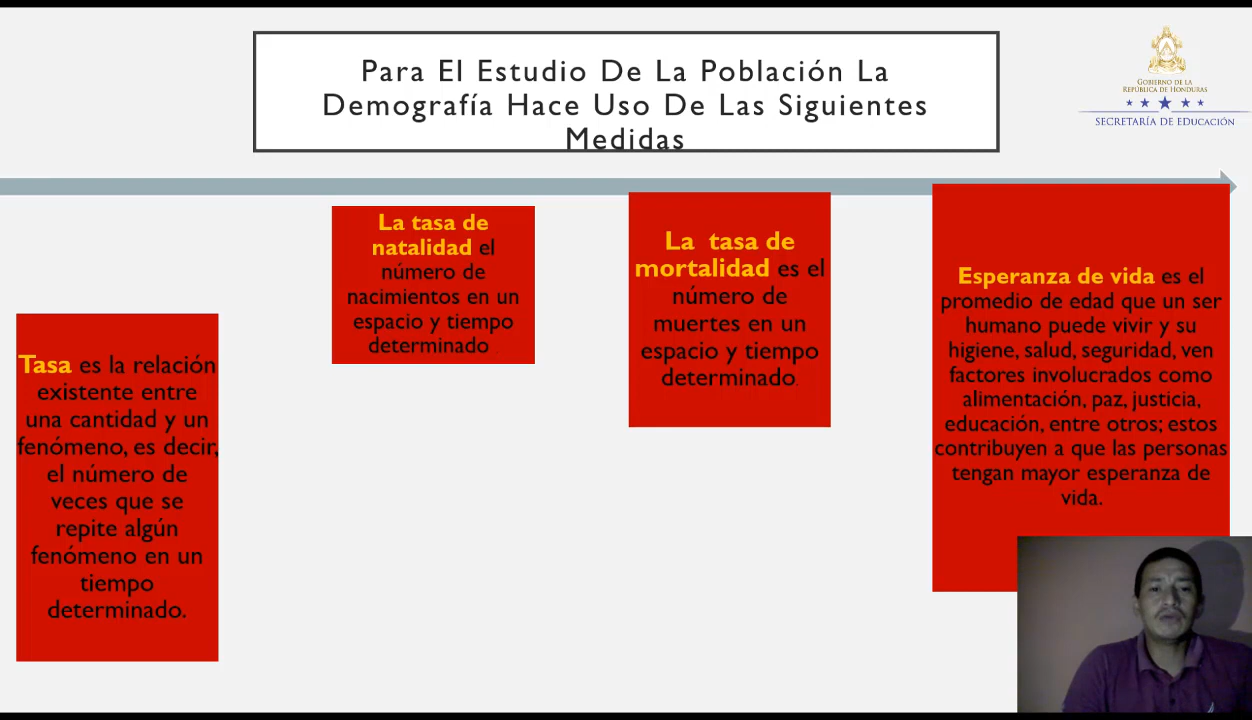 Para El Estudio De La Población La
Demografía Hace Uso De Las Siguientes
Medidas
GOBIERNO DE LA
REPÚBLICA DE HONDURAS
SECRETARÍA DE EDUCACIÓN
Tasa es la relación
existente entre
una cantidad y un
fenómeno, es decir,
el número de
veces que se
repite algún
fenómeno en un
tiempo
determinado.
La tasa de
natalidad el
número de
nacimientos en un
espacio y tiempo
determinado
La tasa de
mortalidad es el
número de
muertes en un
espacio y tiempo
determinado.
Esperanza de vida es el
promedio de edad que un ser
humano puede vivir y su
higiene, salud, seguridad, ven
factores involucrados como
alimentación, paz, justicia,
educación, entre otros; estos
contribuyen a que las personas
tengan mayor esperanza de
vida.